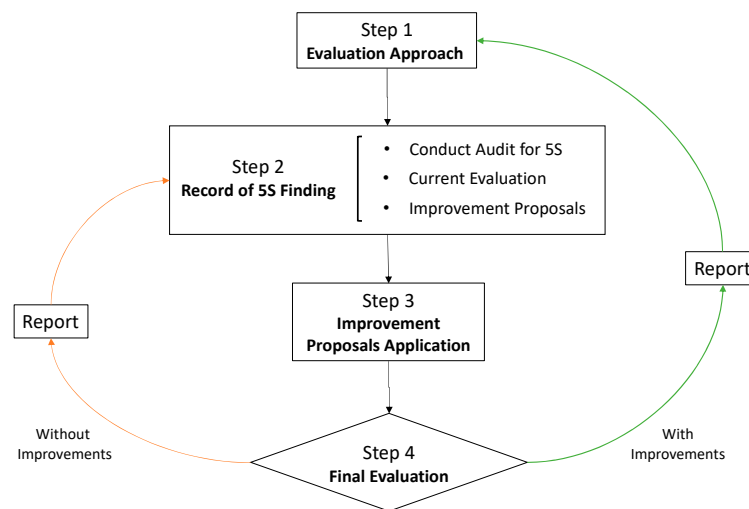 Step 1
Evaluation Approach
Step 2
Record of 5S Finding
• Conduct Audit for 5S
• Current Evaluation
• Improvement Proposals
Report
Report
Step 3
Improvement
Proposals Application
Without
Improvements
With
Improvements
Step 4
Final Evaluation